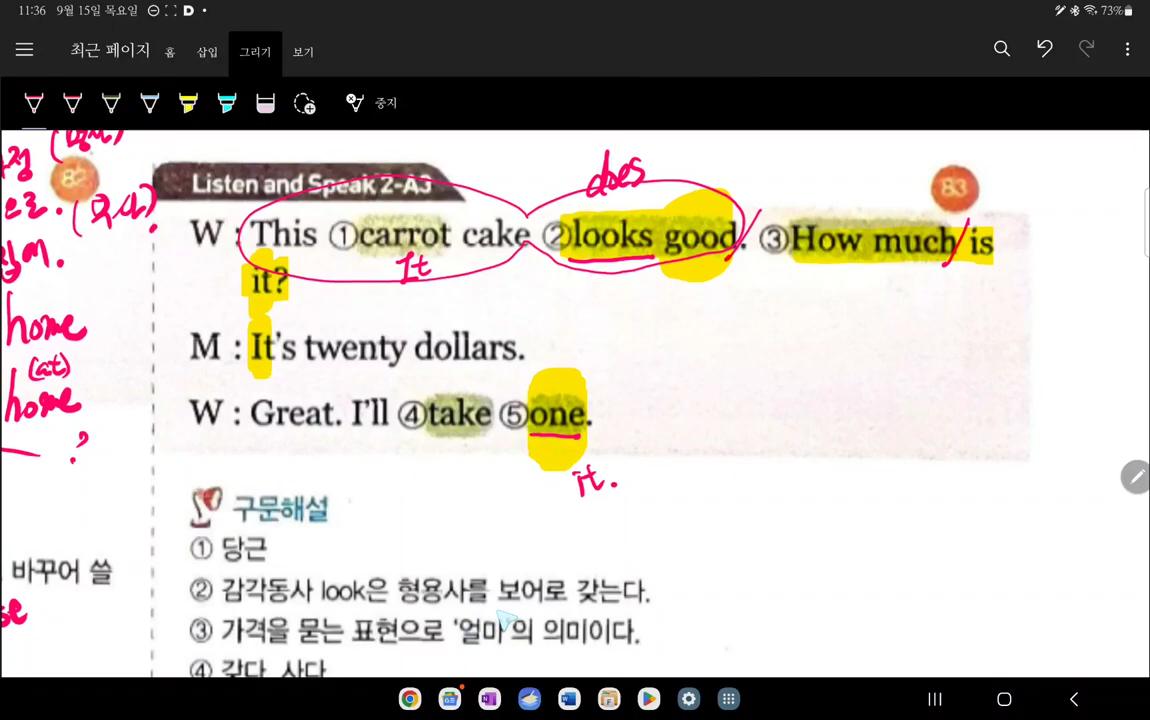 11:36 9월 15일 목요일 D 73%
최근 페이지 홈 삽입 그리기 보기
중지
82 Listen and Speak 2-A3 does 83
W : This ①carrot cake ②looks good. ③How much is
It
it?
M : It's twenty dollars.
W : Great. I'll ④take ⑤one.
it.
home
(at)
home
?
구문해설
① 당근
② 감각동사 look은 형용사를 보어로 갖는다.
바꾸어 쓸
③ 가격을 묻는 표현으로 '얼마'의 의미이다.
④ 갖다, 사다